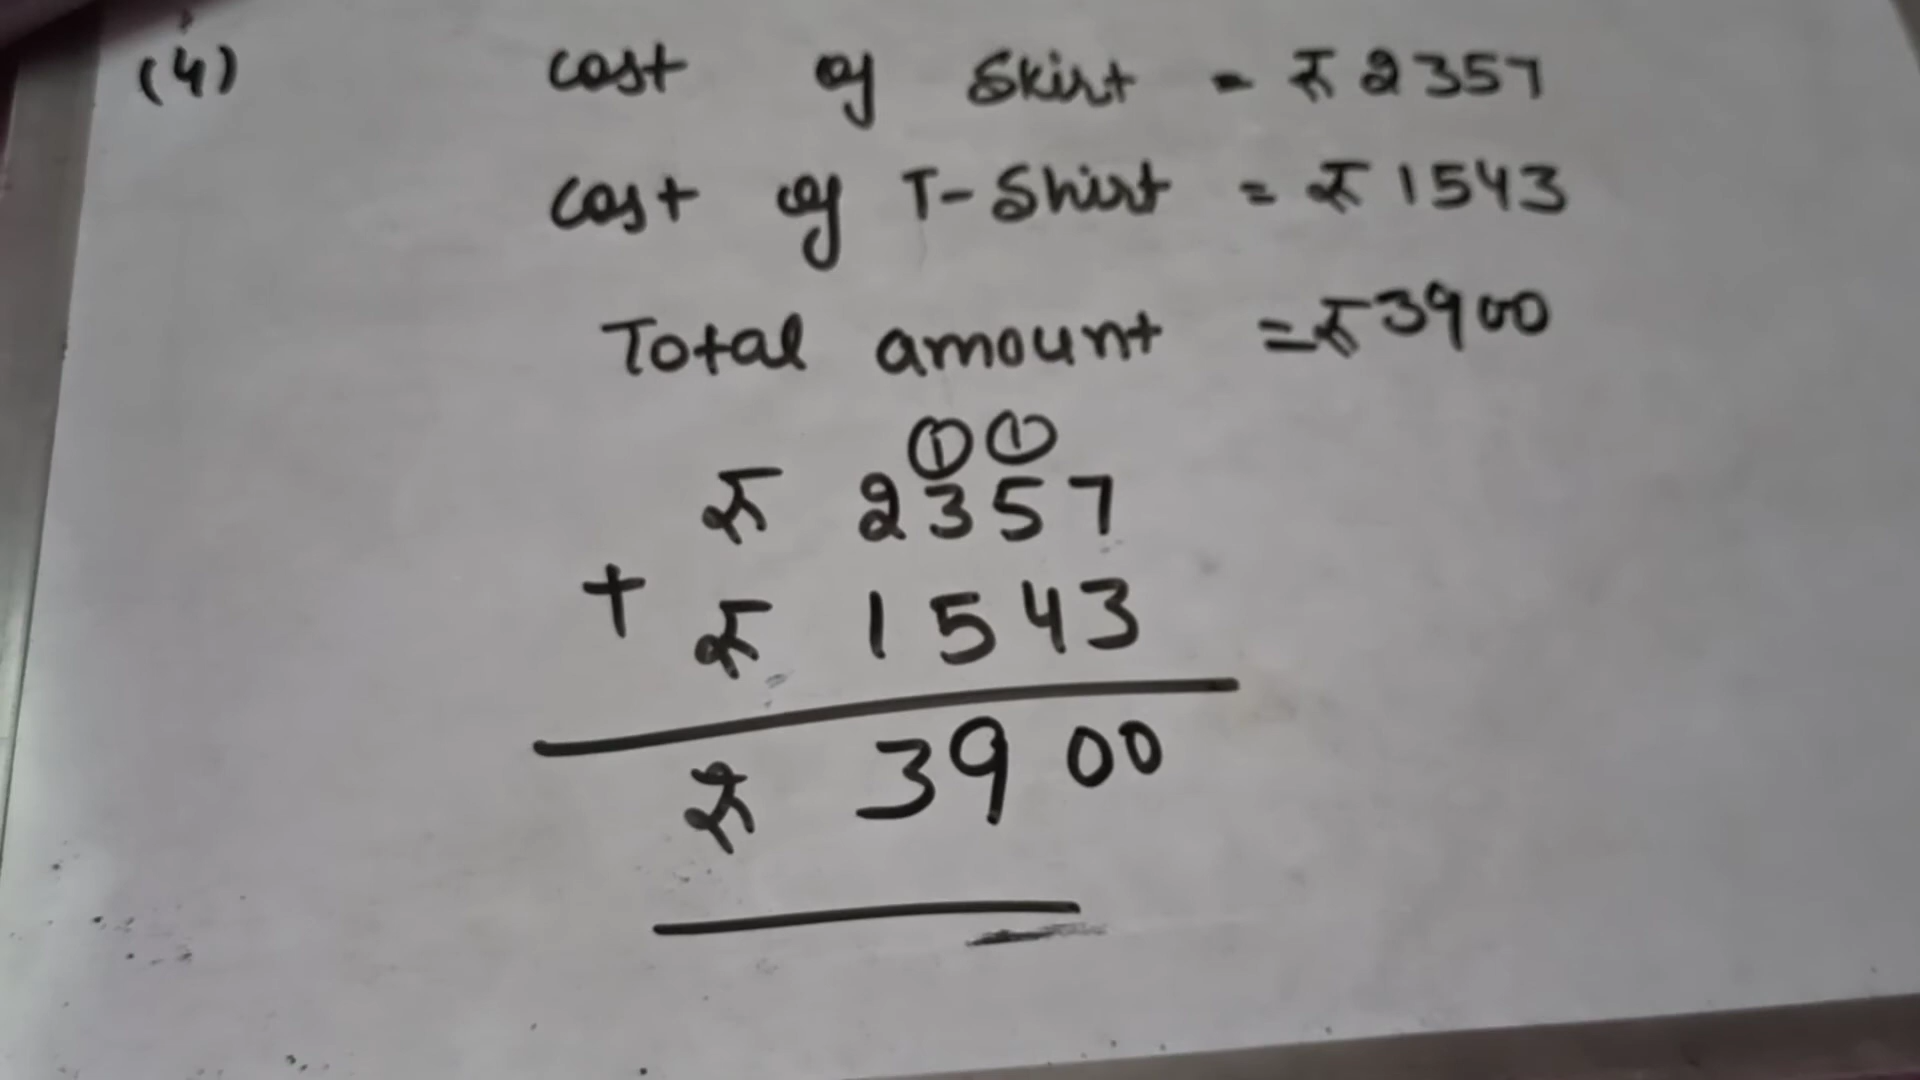 (4) cost of Skirt = ₹ 2357
cost of T-Shirt = ₹ 1543
Total amount = ₹ 3900
① ①
₹ 2357
+ ₹ 1543
₹ 3900